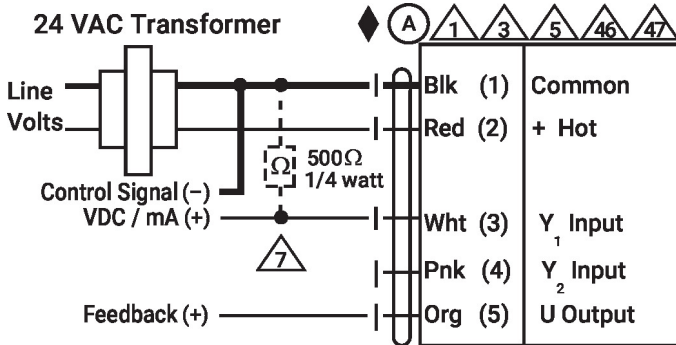 24 VAC Transformer
A 1 3 5 46 47
Line
Volts
Blk (1) Common
Red (2) + Hot
Ω 500Ω
1/4 watt
Control Signal (−)
VDC / mA (+)
Wht (3) Y1 Input
7
Pnk (4) Y2 Input
Feedback (+)
Org (5) U Output